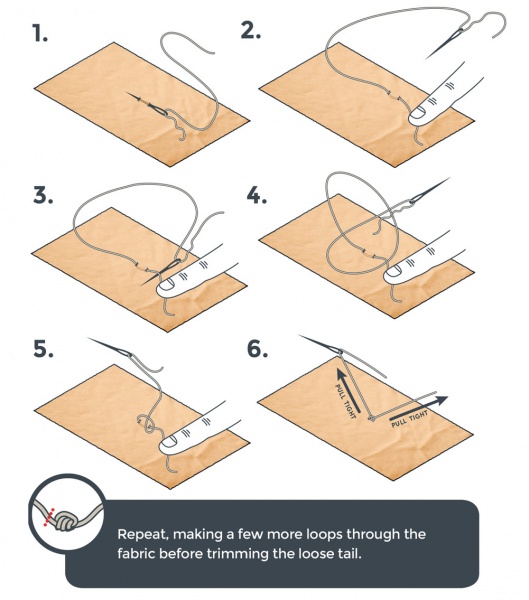 1.
2.
3.
4.
5.
6.
PULL TIGHT
PULL TIGHT
Repeat, making a few more loops through the
fabric before trimming the loose tail.